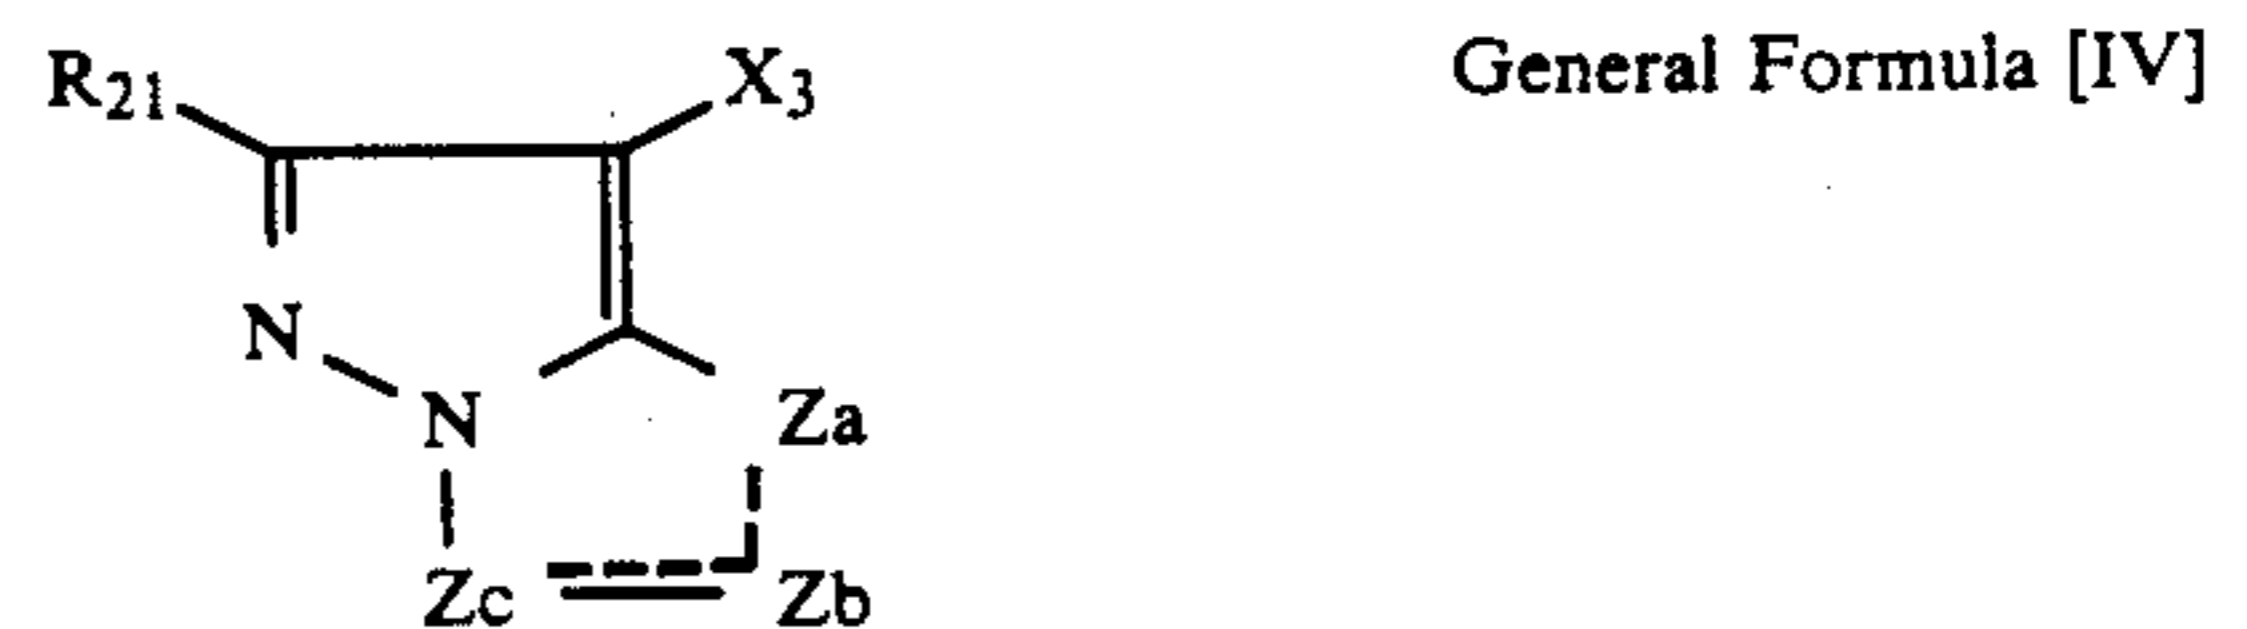 R21 X3 General Formula [IV]
N
N Za
Zc Zb